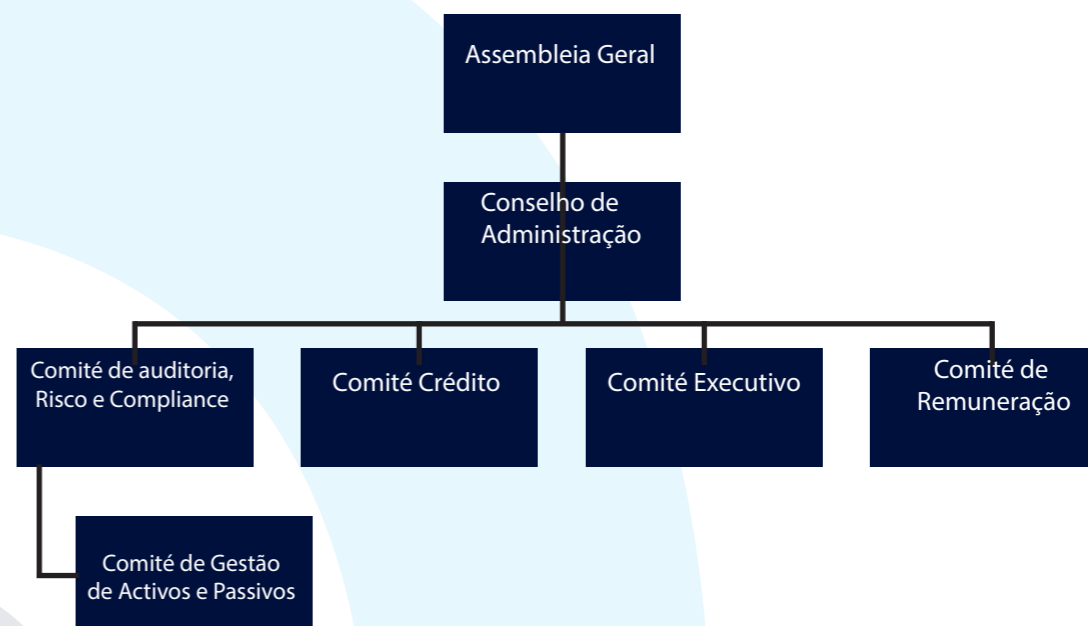 Assembleia Geral
Conselho de
Administração
Comité de auditoria,
Risco e Compliance
Comité Crédito
Comité Executivo
Comité de
Remuneração
Comité de Gestão
de Activos e Passivos